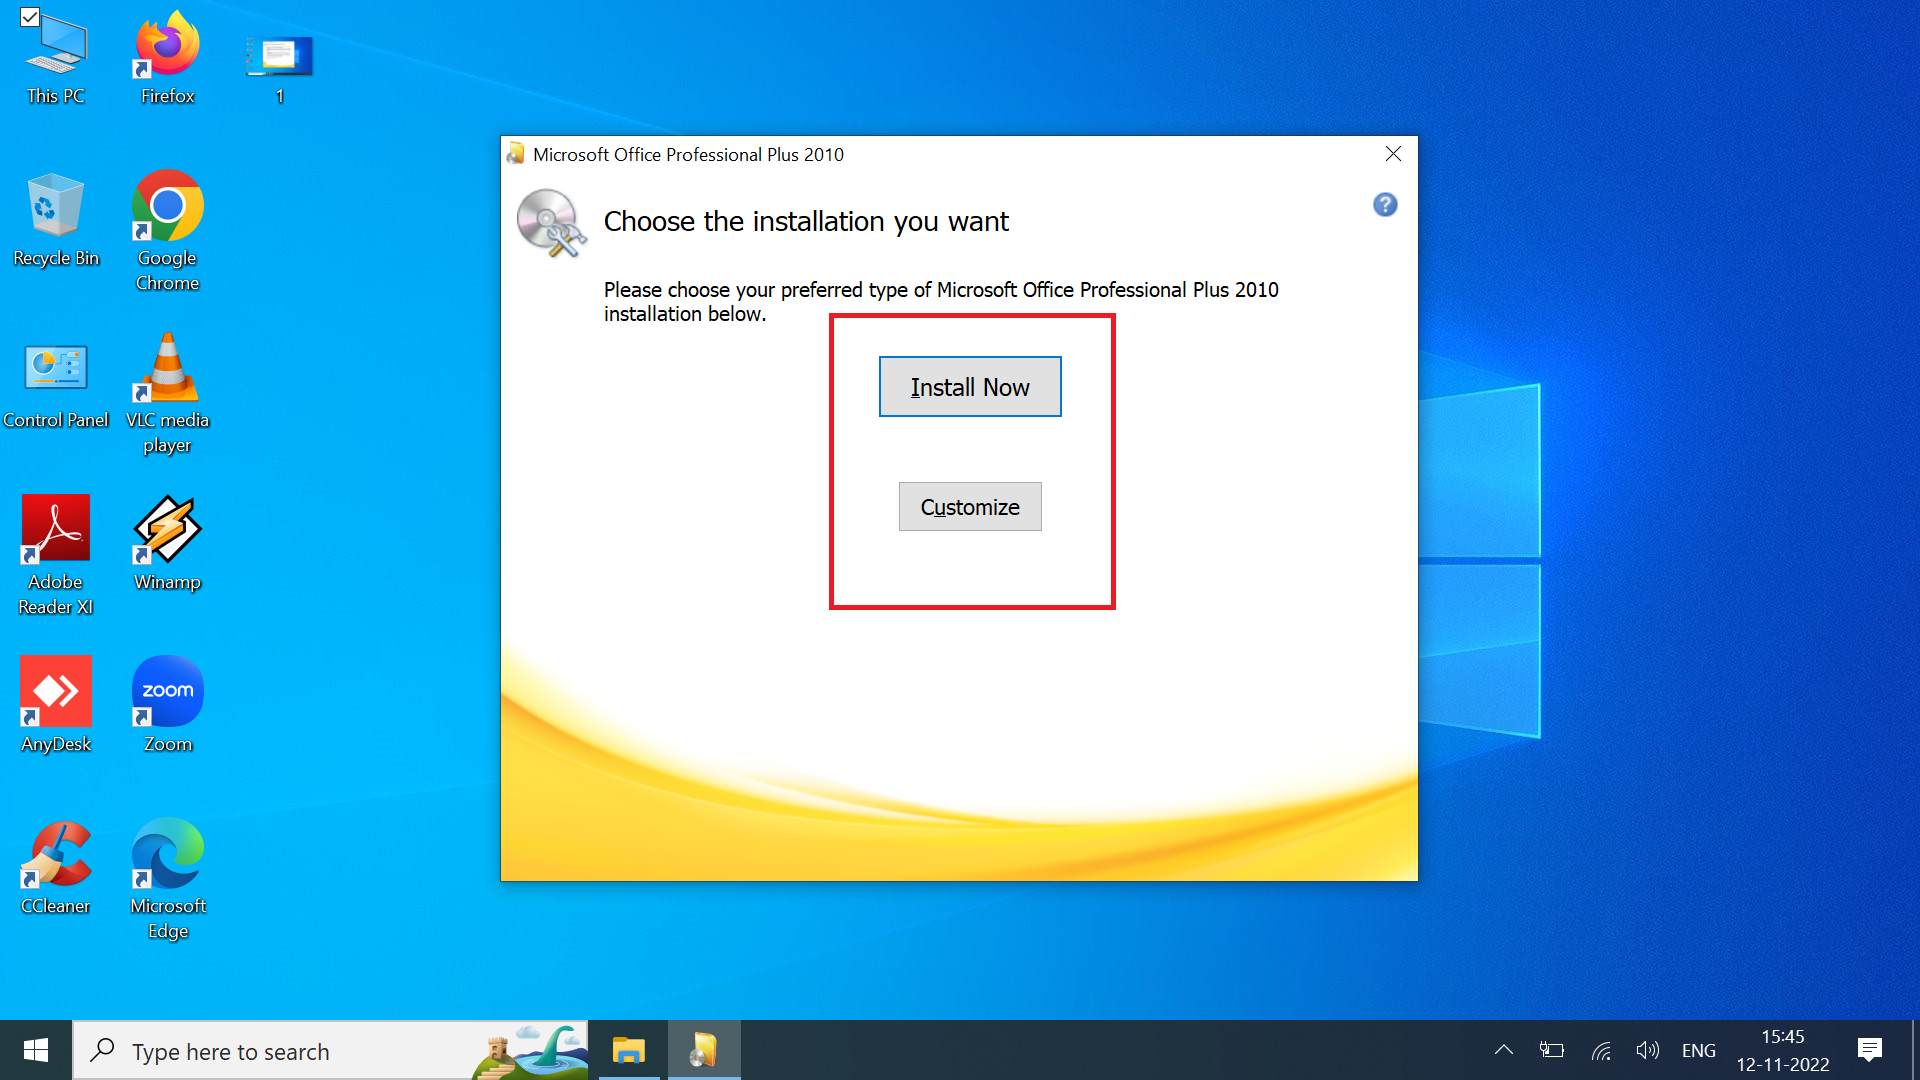 This PC
Firefox
1
Recycle Bin
Google
Chrome
Control Panel
VLC media
player
Adobe
Reader XI
Winamp
AnyDesk
zoom
Zoom
CCleaner
Microsoft
Edge
Microsoft Office Professional Plus 2010
Choose the installation you want
?
Please choose your preferred type of Microsoft Office Professional Plus 2010
installation below.
Install Now
Customize
Type here to search
ENG
15:45
12-11-2022